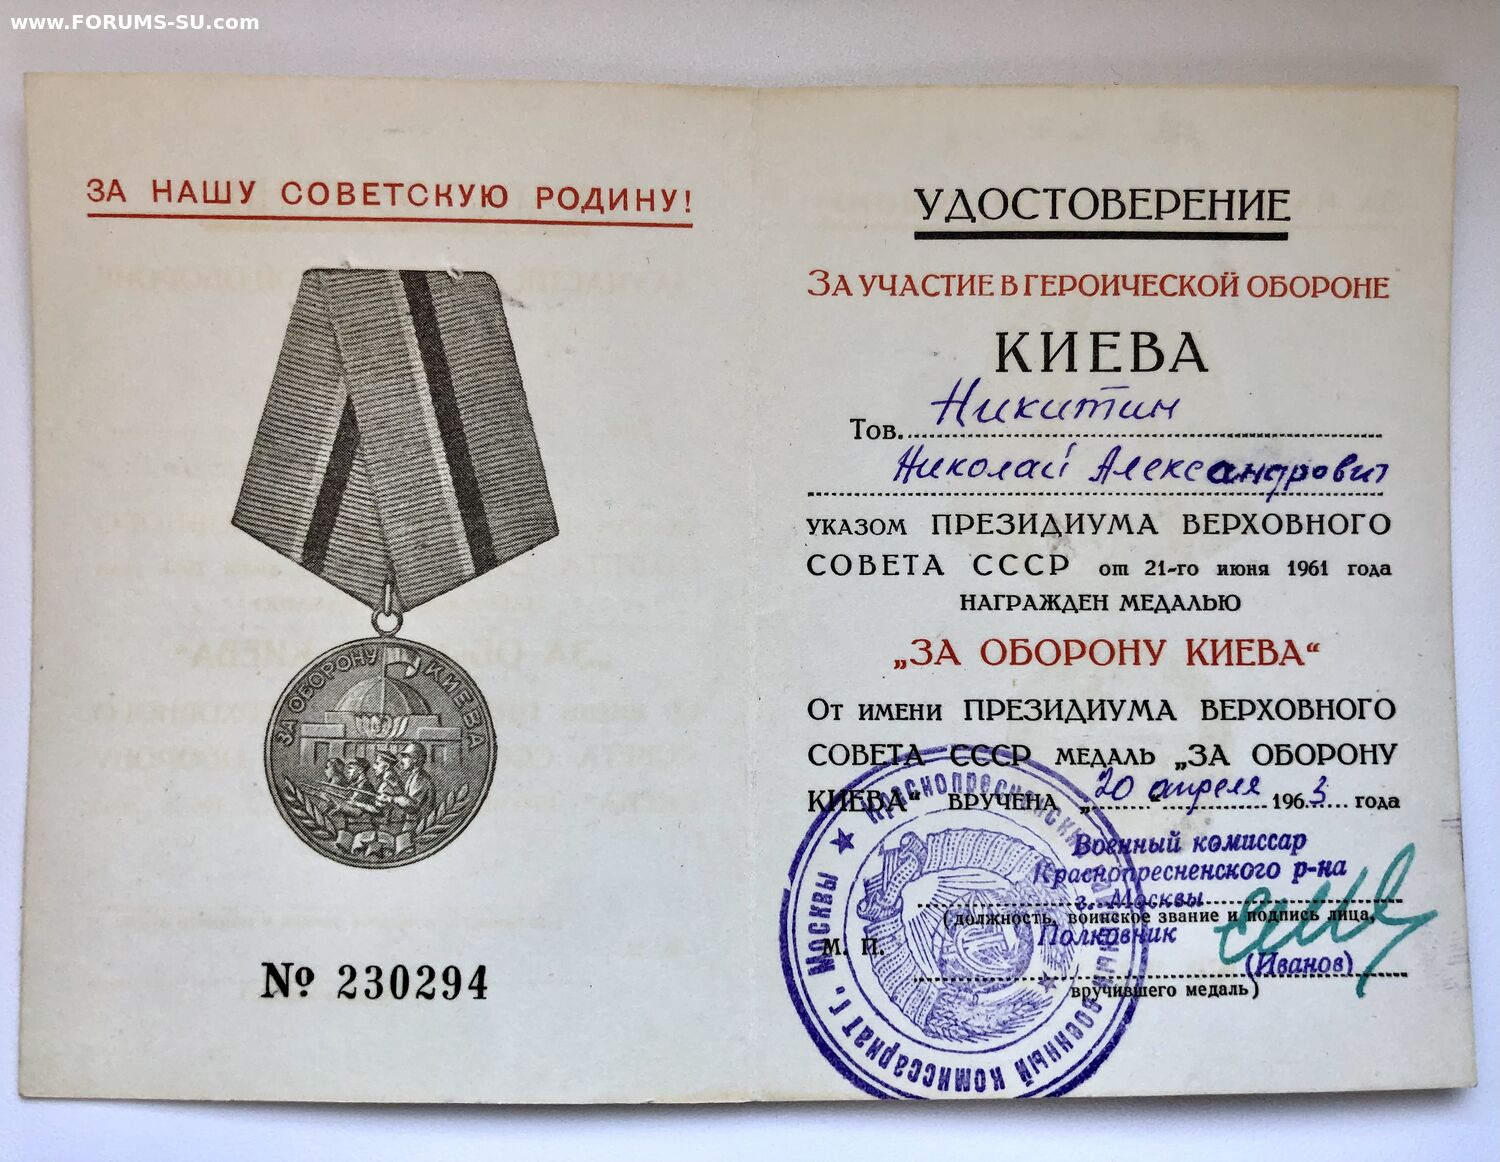 www.FORUMS-SU.com
ЗА НАШУ СОВЕТСКУЮ РОДИНУ!
ЗА ОБОРОНУ КИЕВА
№ 230294
УДОСТОВЕРЕНИЕ
ЗА УЧАСТИЕ В ГЕРОИЧЕСКОЙ ОБОРОНЕ
КИЕВА
Тов. Никитин
Николай Александрович
УКАЗОМ ПРЕЗИДИУМА ВЕРХОВНОГО
СОВЕТА СССР от 21-го июня 1961 года
НАГРАЖДЕН МЕДАЛЬЮ
„ЗА ОБОРОНУ КИЕВА“
От имени ПРЕЗИДИУМА ВЕРХОВНОГО
СОВЕТА СССР медаль „ЗА ОБОРОНУ
КИЕВА“ вручена „20“ апреля 1963 года
Военный комиссар
Краснопресненского р-на
г. Москвы
(должность, воинское звание и подпись лица,
М. П. Полковник
(Иванов)
вручившего медаль)
Краснопресненский районный военный комиссариат г. Москвы